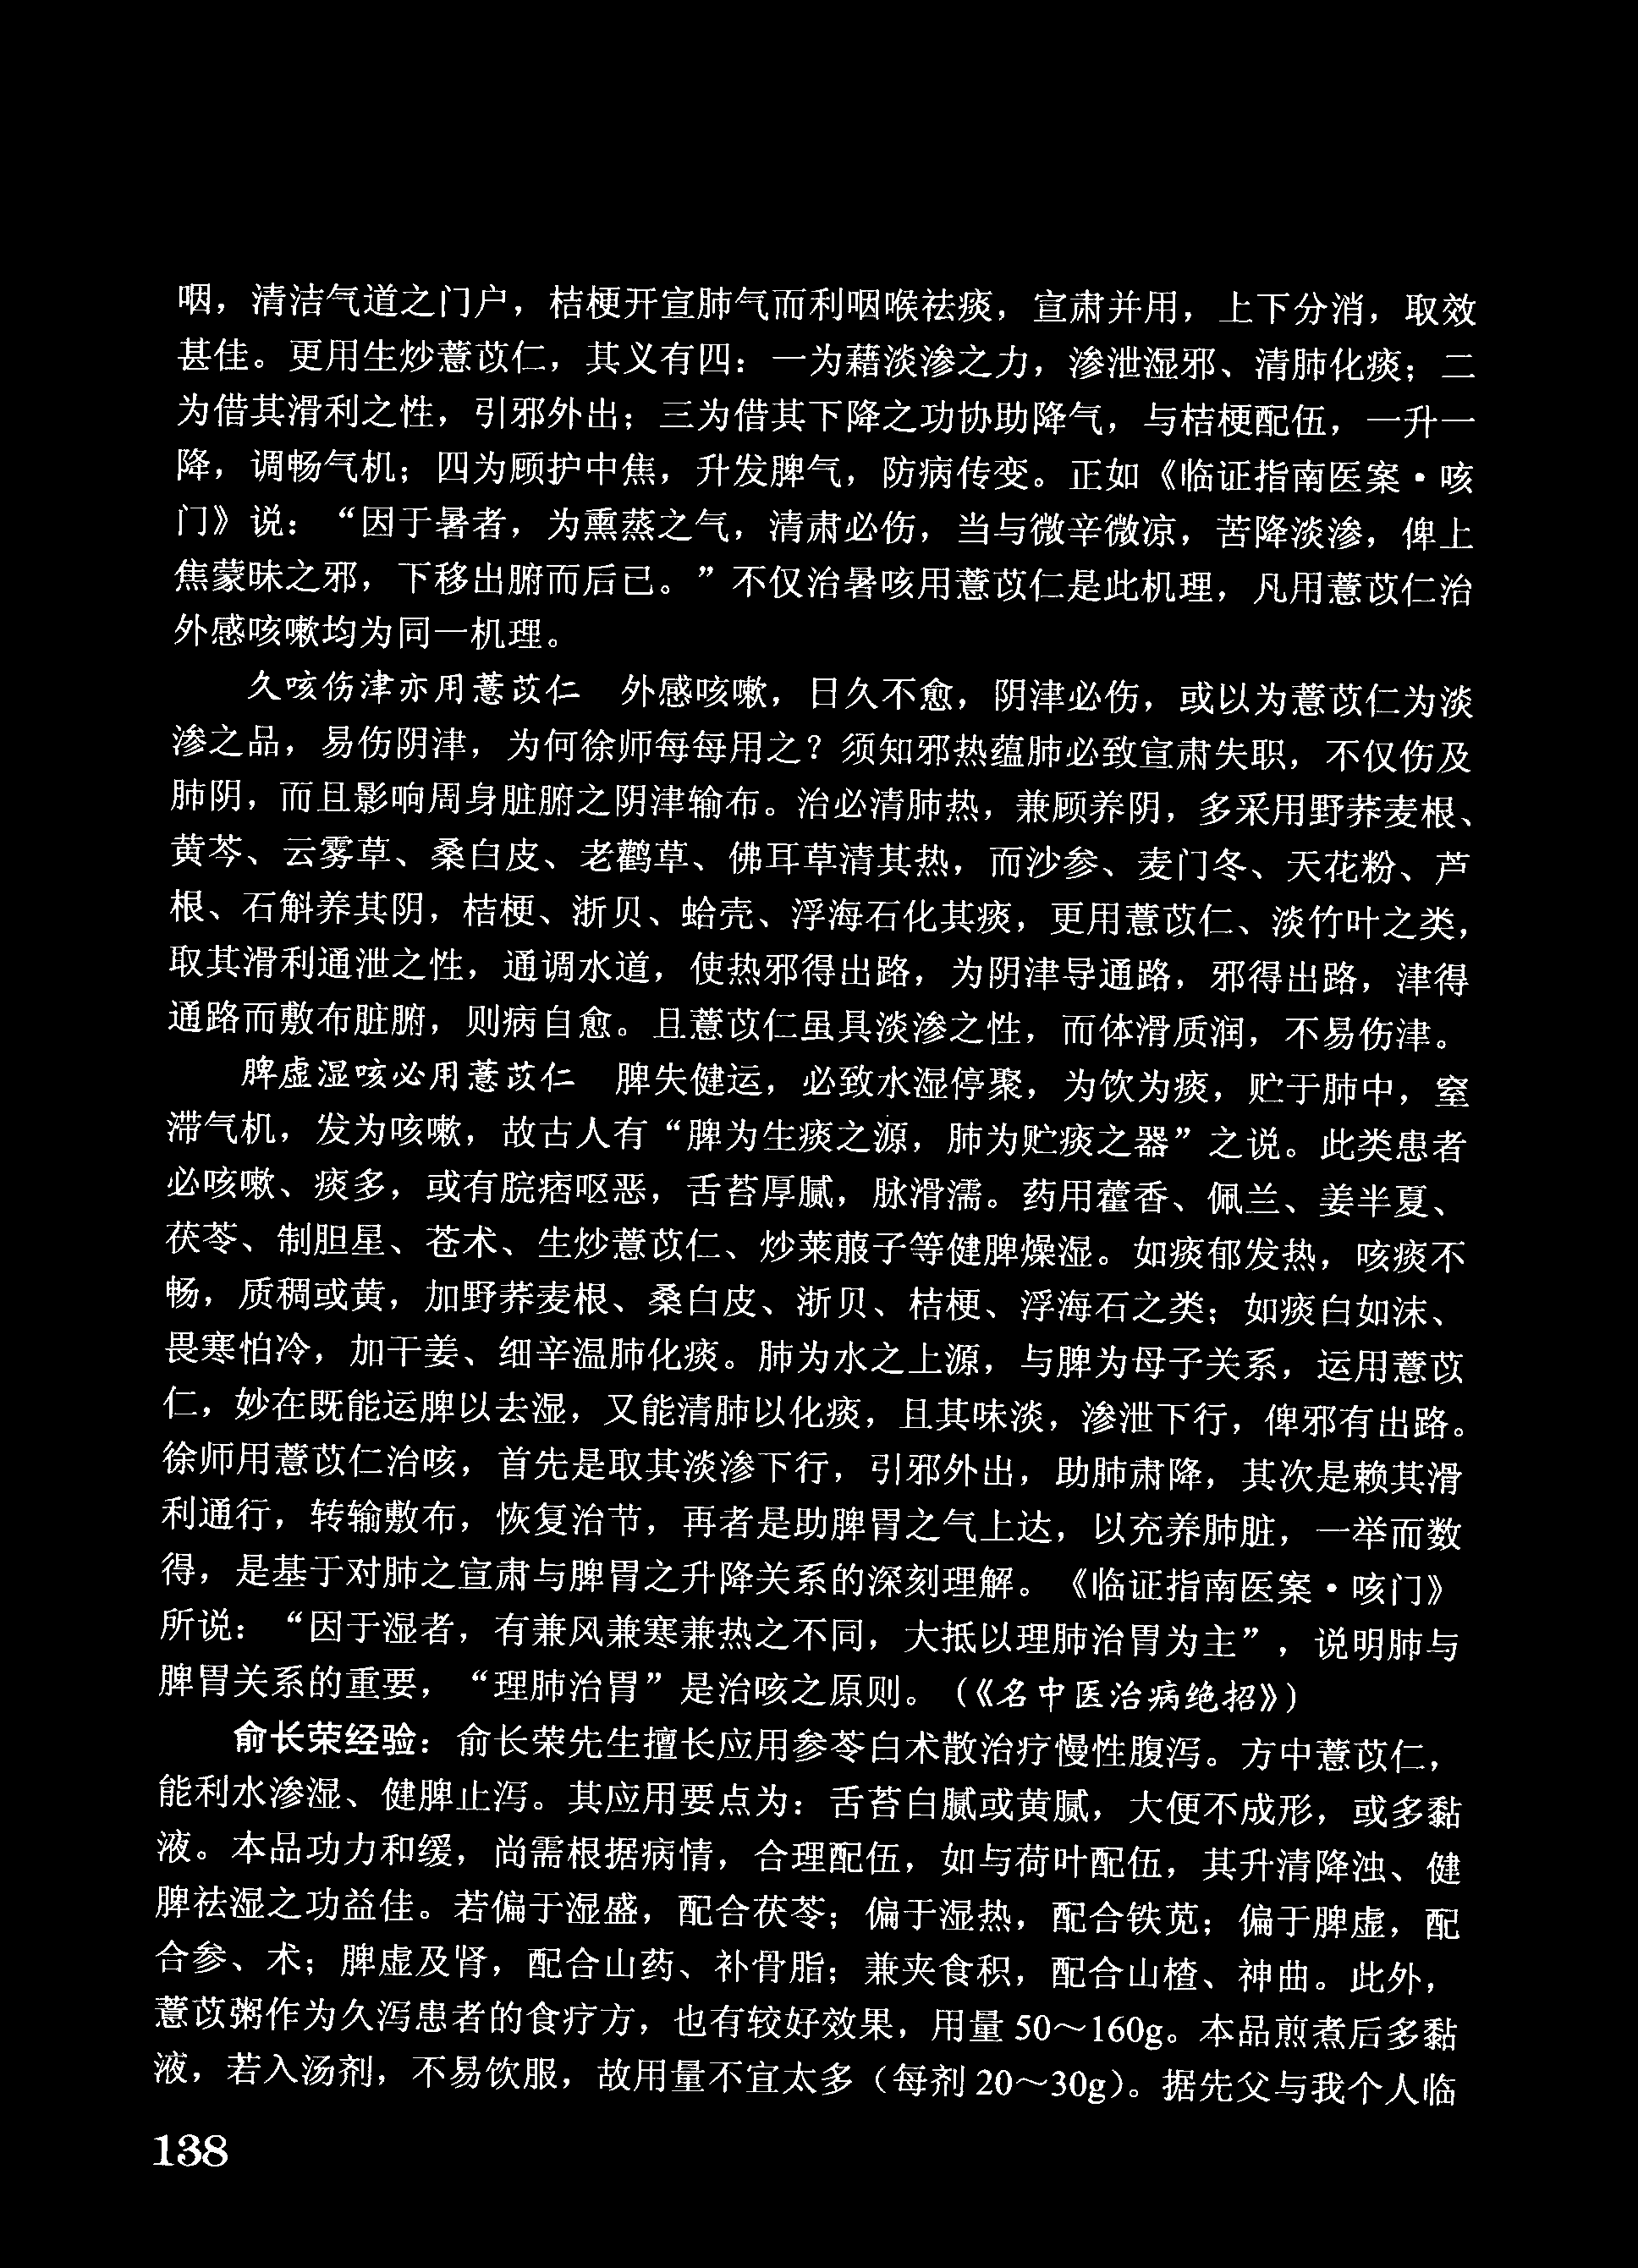 咽，清洁气道之门户，桔梗开宣肺气而利咽喉祛痰，宣肃并用，上下分消，取效
甚佳。更用生炒薏苡仁，其义有四：一为藉淡渗之力，渗泄湿邪、清肺化痰；二
为借其滑利之性，引邪外出；三为借其下降之功协助降气，与桔梗配伍，一升一
降，调畅气机；四为顾护中焦，升发脾气，防病传变。正如《临证指南医案·咳
门》说：“因于暑者，为熏蒸之气，清肃必伤，当与微辛微凉，苦降淡渗，俾上
焦蒙昧之邪，下移出腑而后已。”不仅治暑咳用薏苡仁是此机理，凡用薏苡仁治
外感咳嗽均为同一机理。
久咳伤津亦用薏苡仁　外感咳嗽，日久不愈，阴津必伤，或以为薏苡仁为淡
渗之品，易伤阴津，为何徐师每每用之？须知邪热蕴肺必致宣肃失职，不仅伤及
肺阴，而且影响周身脏腑之阴津输布。治必清肺热，兼顾养阴，多采用野荞麦根、
黄芩、云雾草、桑白皮、老鹳草、佛耳草清其热，而沙参、麦门冬、天花粉、芦
根、石斛养其阴，桔梗、浙贝、蛤壳、浮海石化其痰，更用薏苡仁、淡竹叶之类，
取其滑利通泄之性，通调水道，使热邪得出路，为阴津导通路，邪得出路，津得
通路而敷布脏腑，则病自愈。且薏苡仁虽具淡渗之性，而体滑质润，不易伤津。
脾虚湿咳必用薏苡仁　脾失健运，必致水湿停聚，为饮为痰，贮于肺中，窒
滞气机，发为咳嗽，故古人有“脾为生痰之源，肺为贮痰之器”之说。此类患者
必咳嗽、痰多，或有脘痞呕恶，舌苔厚腻，脉滑濡。药用藿香、佩兰、姜半夏、
茯苓、制胆星、苍术、生炒薏苡仁、炒莱菔子等健脾燥湿。如痰郁发热，咳痰不
畅，质稠或黄，加野荞麦根、桑白皮、浙贝、桔梗、浮海石之类；如痰白如沫、
畏寒怕冷，加干姜、细辛温肺化痰。肺为水之上源，与脾为母子关系，运用薏苡
仁，妙在既能运脾以去湿，又能清肺以化痰，且其味淡，渗泄下行，俾邪有出路。
徐师用薏苡仁治咳，首先是取其淡渗下行，引邪外出，助肺肃降，其次是赖其滑
利通行，转输敷布，恢复治节，再者是助脾胃之气上达，以充养肺脏，一举而数
得，是基于对肺之宣肃与脾胃之升降关系的深刻理解。《临证指南医案·咳门》
所说：“因于湿者，有兼风兼寒兼热之不同，大抵以理肺治胃为主”，说明肺与
脾胃关系的重要，“理肺治胃”是治咳之原则。（《名中医治病绝招》）
俞长荣经验：俞长荣先生擅长应用参苓白术散治疗慢性腹泻。方中薏苡仁，
能利水渗湿、健脾止泻。其应用要点为：舌苔白腻或黄腻，大便不成形，或多黏
液。本品功力和缓，尚需根据病情，合理配伍，如与荷叶配伍，其升清降浊、健
脾祛湿之功益佳。若偏于湿盛，配合茯苓；偏于湿热，配合铁苋；偏于脾虚，配
合参、术；脾虚及肾，配合山药、补骨脂；兼夹食积，配合山楂、神曲。此外，
薏苡粥作为久泻患者的食疗方，也有较好效果，用量 50～160g。本品煎煮后多黏
液，若入汤剂，不易饮服，故用量不宜太多（每剂 20～30g）。据先父与我个人临
138